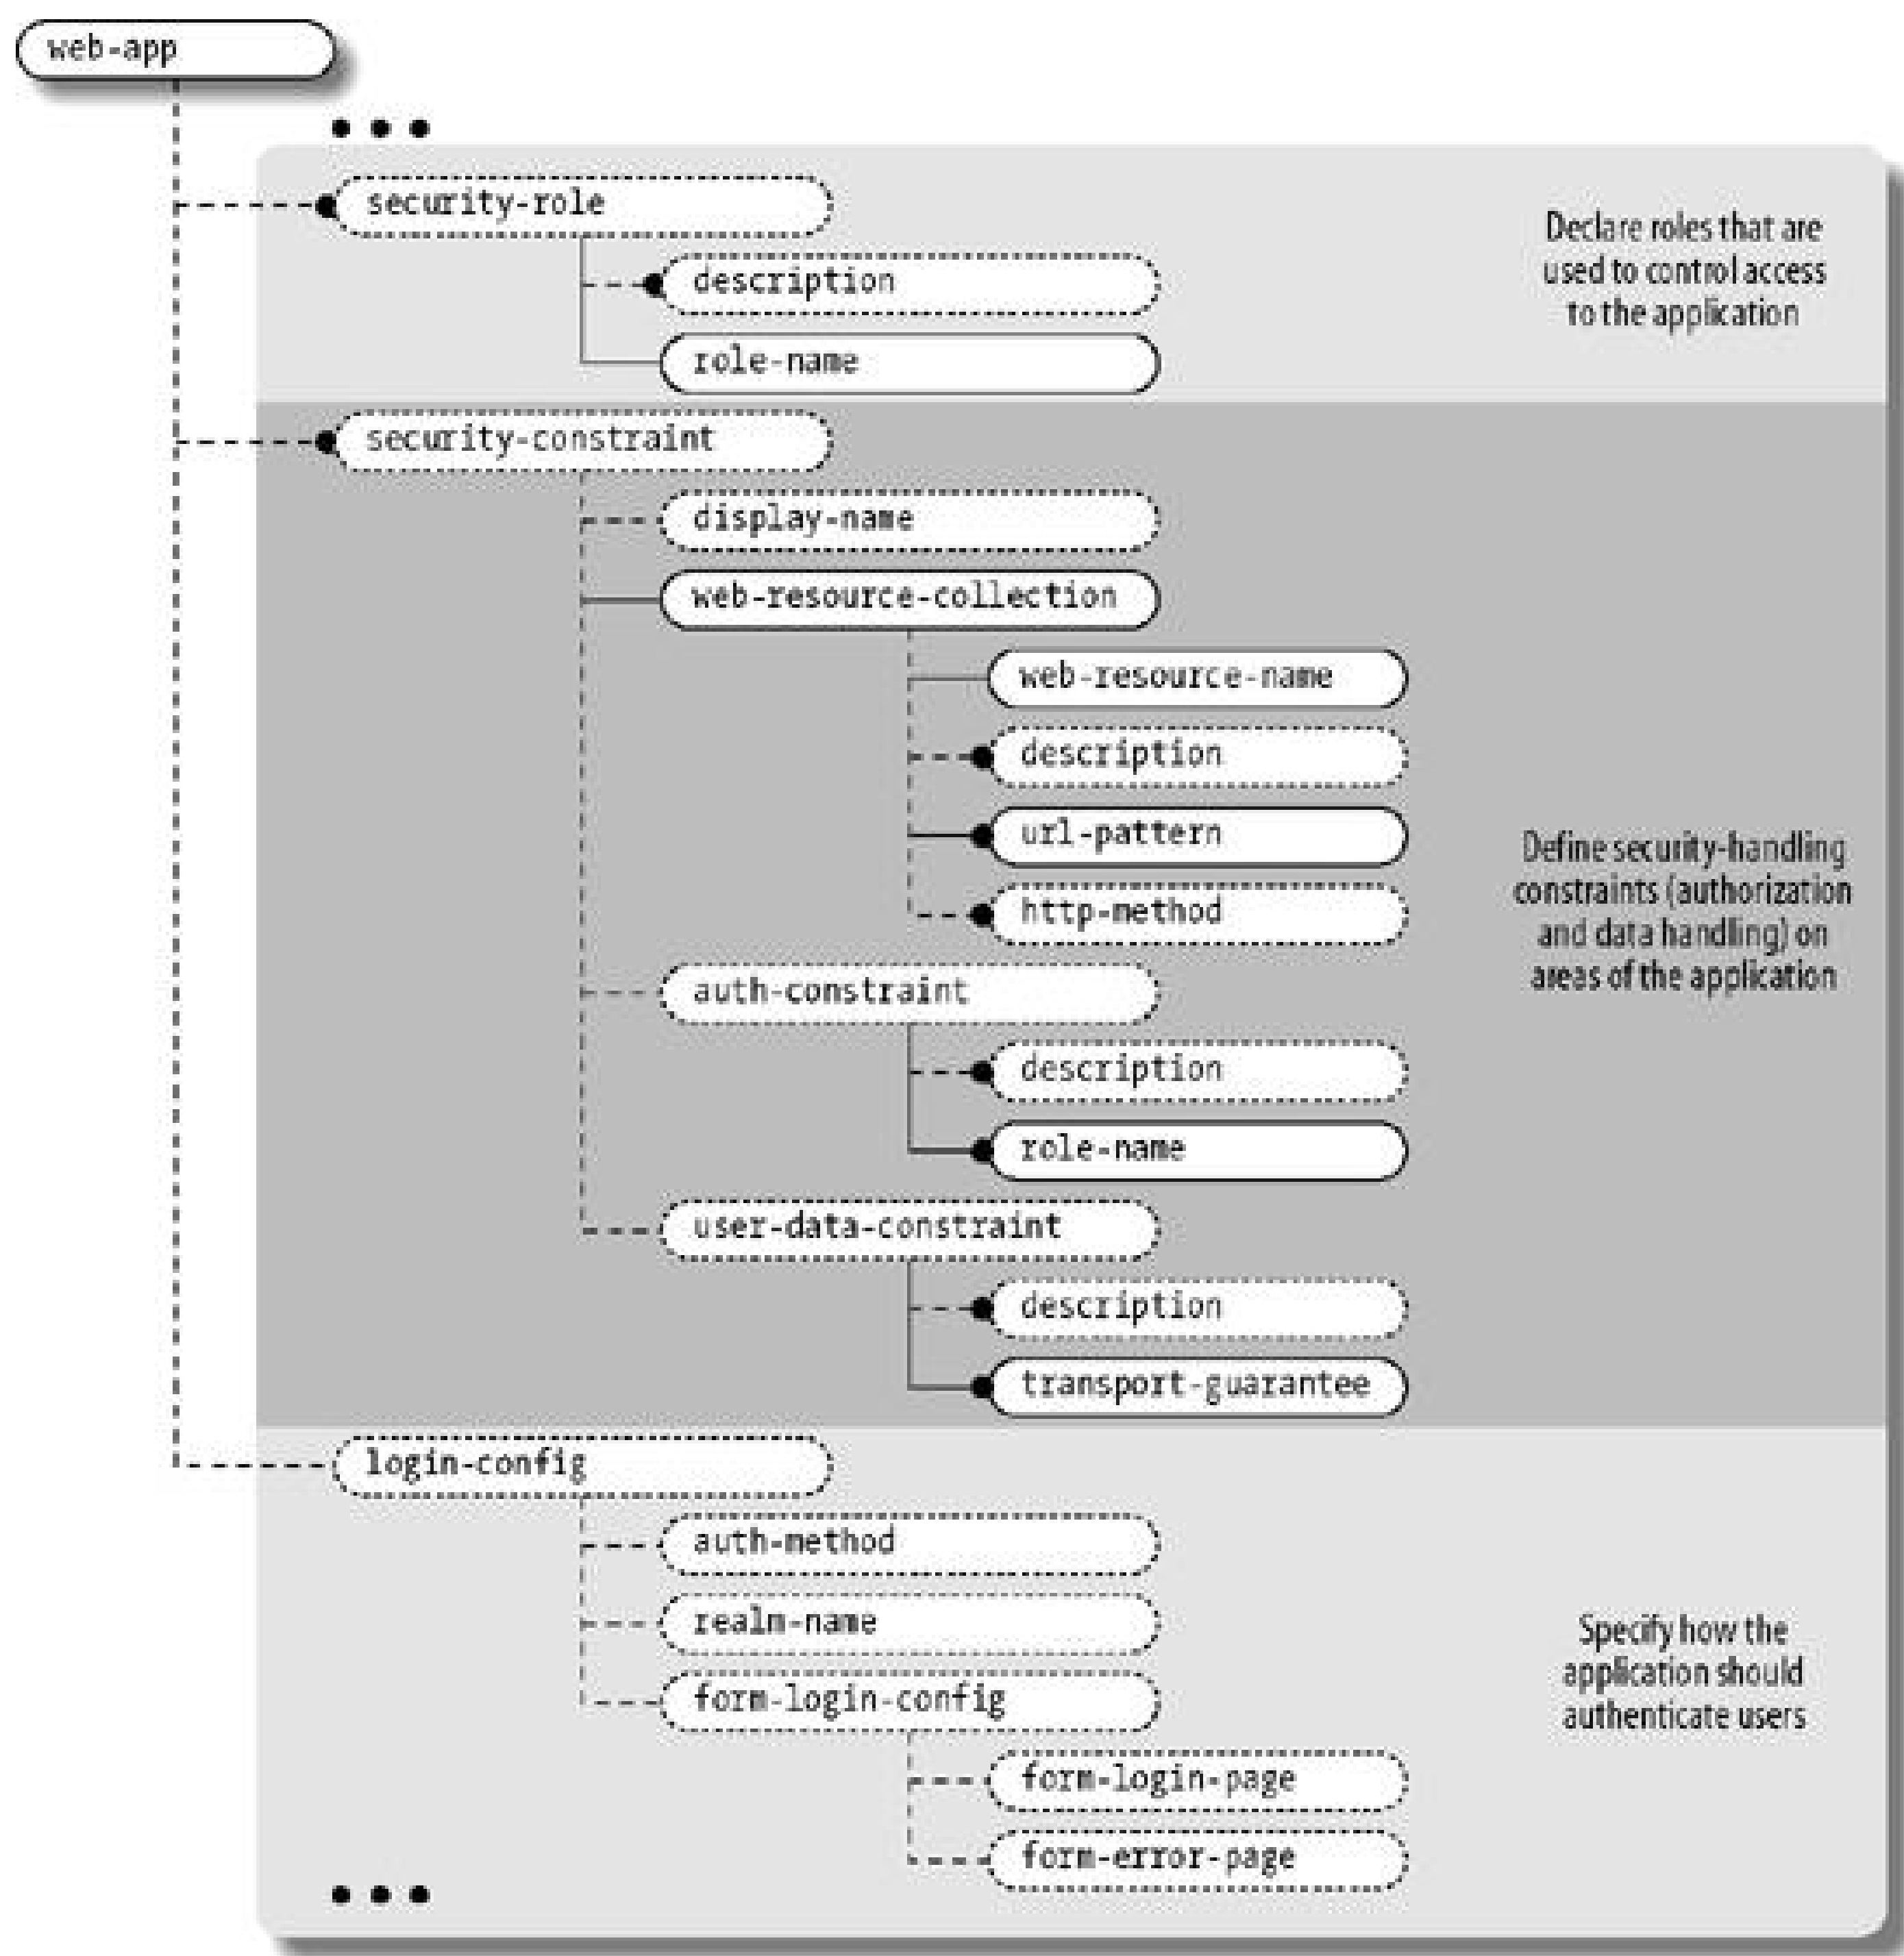 web-app
security-role
description
role-name
Declare roles that are
used to control access
to the application
security-constraint
display-name
web-resource-collection
web-resource-name
description
url-pattern
http-method
auth-constraint
description
role-name
user-data-constraint
description
transport-guarantee
Define security-handling
constraints (authorization
and data handling) on
areas of the application
login-config
auth-method
realm-name
form-login-config
form-login-page
form-error-page
Specify how the
application should
authenticate users